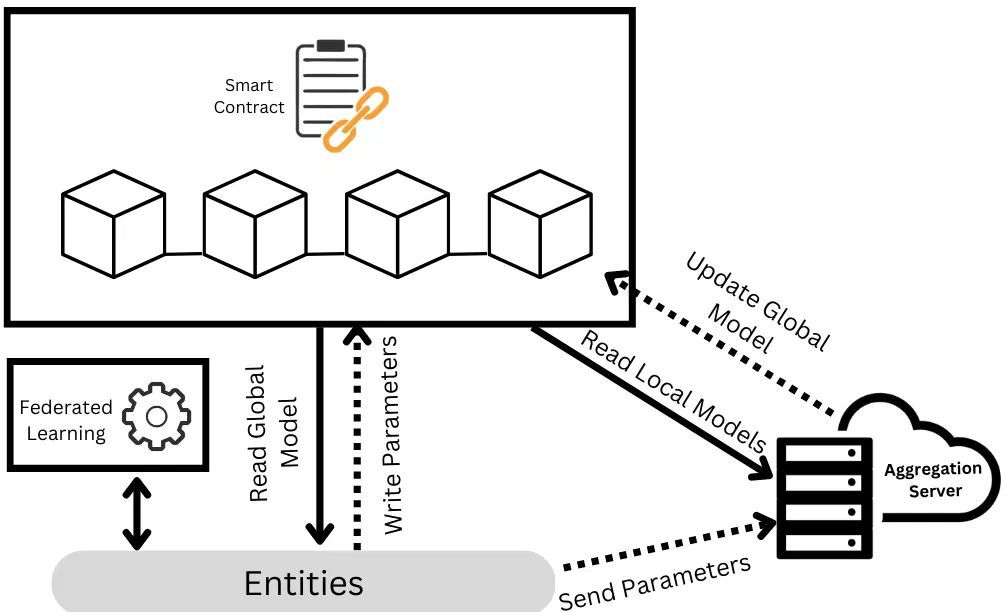 Smart
Contract
Update Global
Model
Read Local Models
Federated
Learning
Read Global
Model
Write Parameters
Aggregation
Server
Entities
Send Parameters